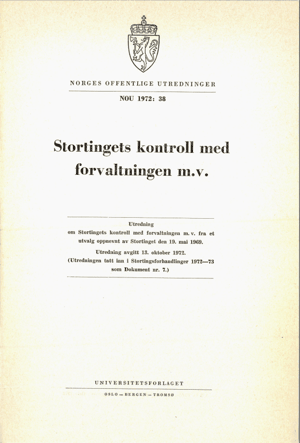 NORGES OFFENTLIGE UTREDNINGER
NOU 1972: 38
Stortingets kontroll med
forvaltningen m.v.
Utredning
om Stortingets kontroll med forvaltningen m. v. fra et
utvalg oppnevnt av Stortinget den 19. mai 1969.
Utredning avgitt 13. oktober 1972.
(Utredningen tatt inn i Stortingsforhandlinger 1972—73
som Dokument nr. 7.)
UNIVERSITETSFORLAGET
OSLO — BERGEN — TROMSØ